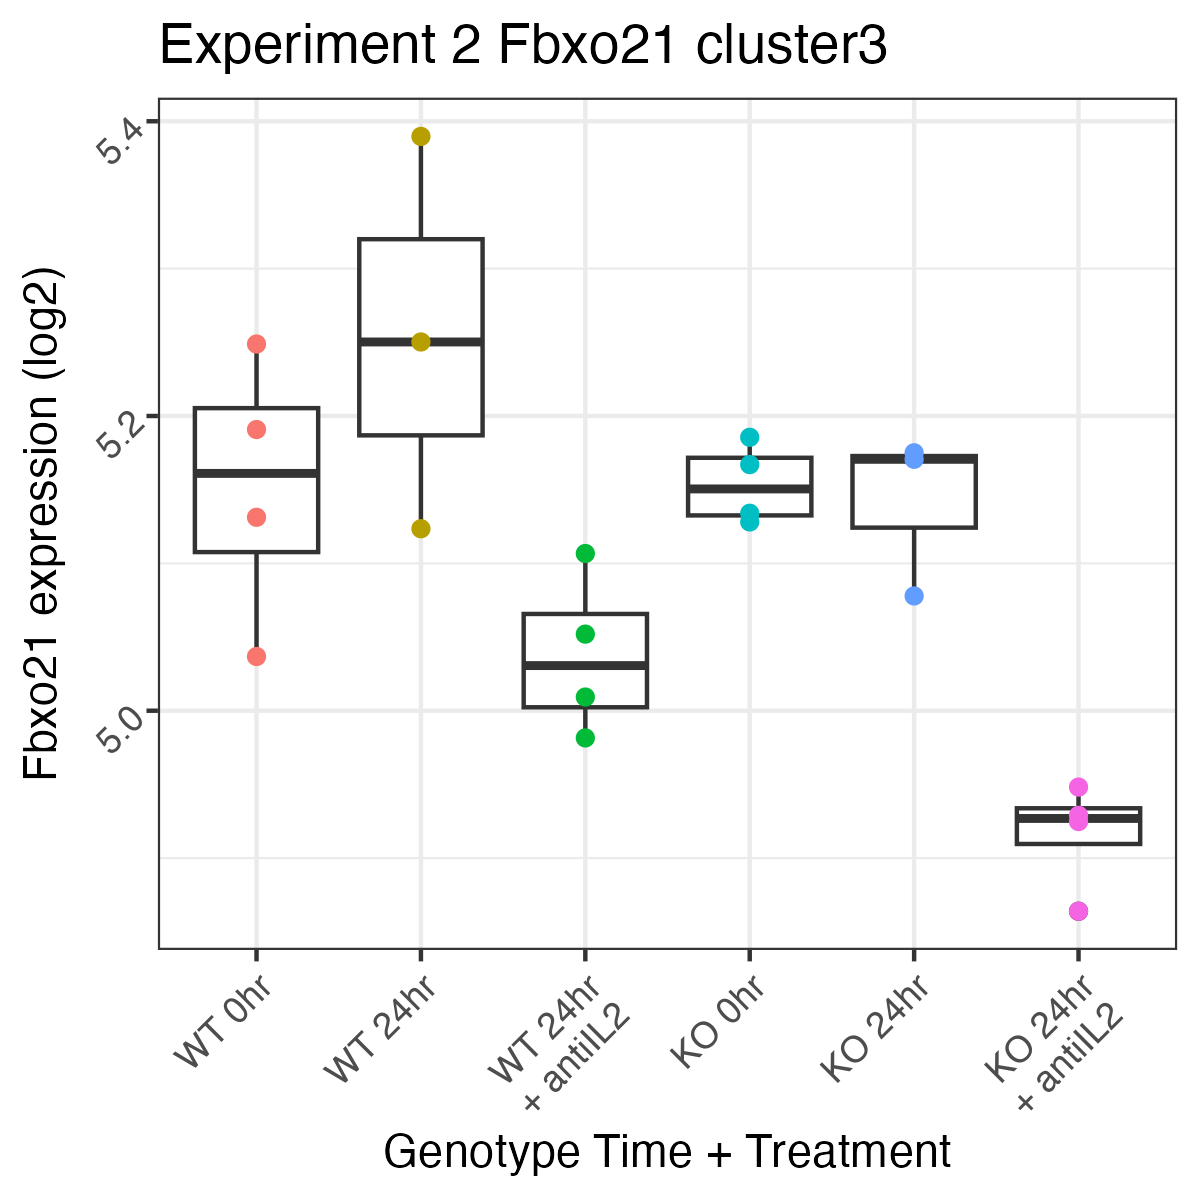 Experiment 2 Fbxo21 cluster3
Fbxo21 expression (log2)
5.4
5.2
5.0
WT 0hr
WT 24hr
WT 24hr
+ antiIL2
KO 0hr
KO 24hr
KO 24hr
+ antiIL2
Genotype Time + Treatment